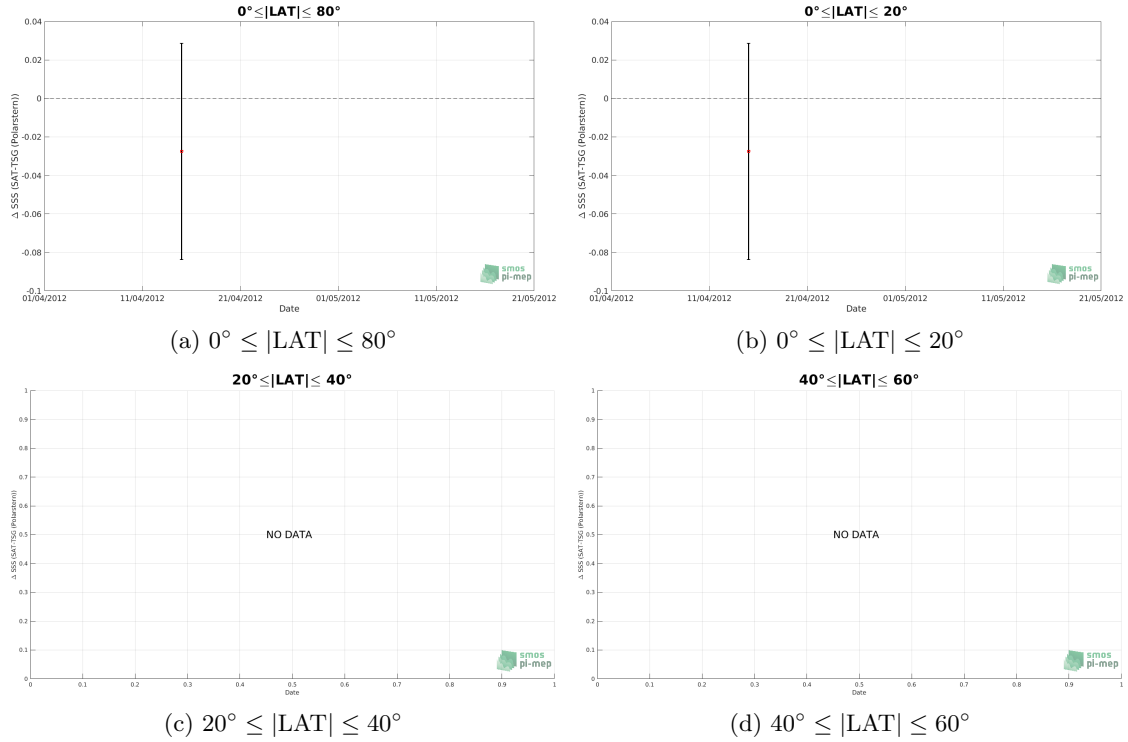 0°≤|LAT|≤ 80°
0.04
0.02
0
-0.02
-0.04
-0.06
-0.08
-0.1
Δ SSS (SAT-TSG (Polarstern))
01/04/2012 11/04/2012 21/04/2012 01/05/2012 11/05/2012 21/05/2012
Date
smos
pi-mep
(a) 0° ≤ |LAT| ≤ 80°
0°≤|LAT|≤ 20°
0.04
0.02
0
-0.02
-0.04
-0.06
-0.08
-0.1
Δ SSS (SAT-TSG (Polarstern))
01/04/2012 11/04/2012 21/04/2012 01/05/2012 11/05/2012 21/05/2012
Date
smos
pi-mep
(b) 0° ≤ |LAT| ≤ 20°
20°≤|LAT|≤ 40°
1
0.9
0.8
0.7
0.6
0.5
0.4
0.3
0.2
0.1
0
Δ SSS (SAT-TSG (Polarstern))
NO DATA
0 0.1 0.2 0.3 0.4 0.5 0.6 0.7 0.8 0.9 1
Date
smos
pi-mep
(c) 20° ≤ |LAT| ≤ 40°
40°≤|LAT|≤ 60°
1
0.9
0.8
0.7
0.6
0.5
0.4
0.3
0.2
0.1
0
Δ SSS (SAT-TSG (Polarstern))
NO DATA
0 0.1 0.2 0.3 0.4 0.5 0.6 0.7 0.8 0.9 1
Date
smos
pi-mep
(d) 40° ≤ |LAT| ≤ 60°